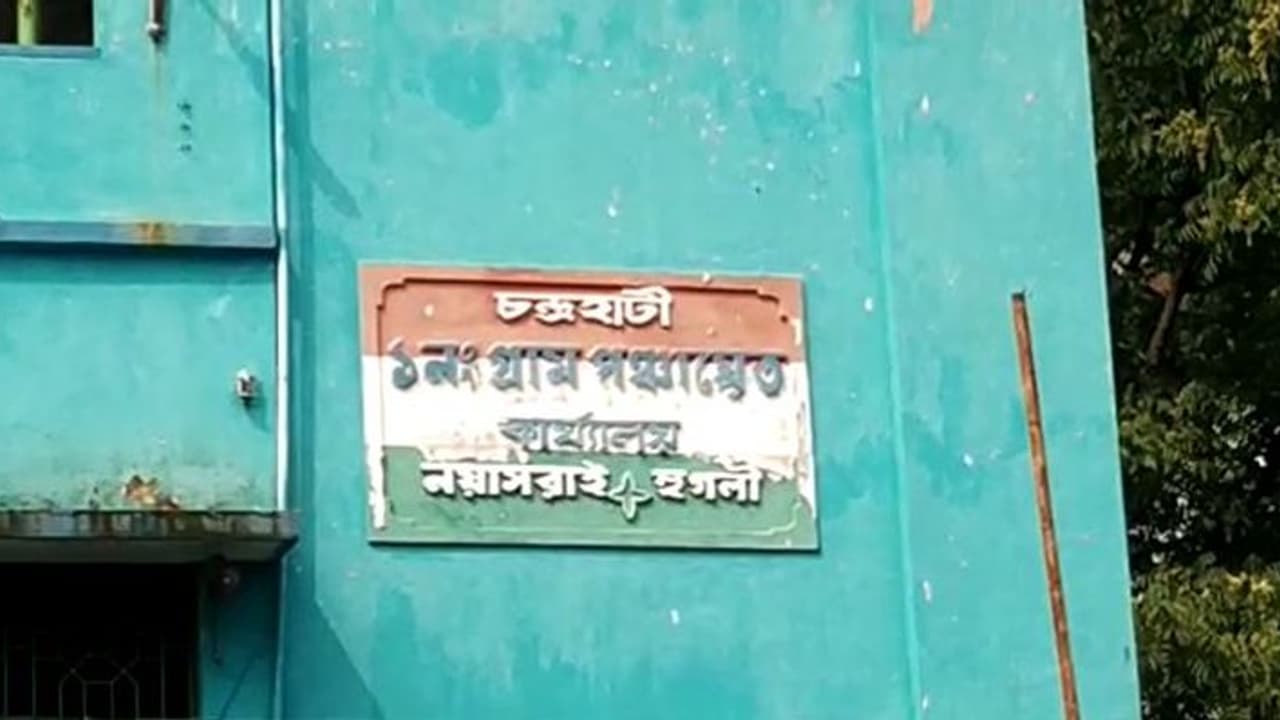 চন্দ্রহাটী
১নং গ্রাম পঞ্চায়েত
কার্য্যালয়
নয়াসরাই হুগলী